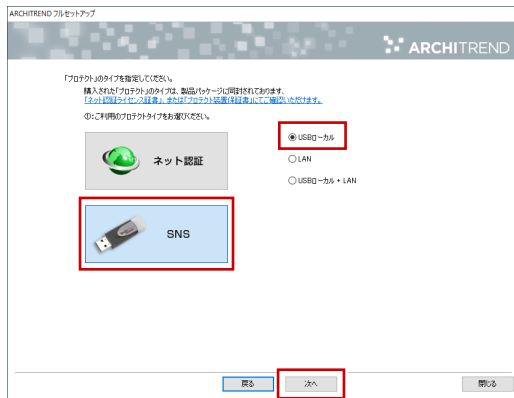 ARCHITREND フルセットアップ
ARCHITREND
「プロテクト」のタイプを指定してください。
購入された「プロテクト」のタイプは、製品パッケージに同封されております、
「ネット認証ライセンス証書」、または「プロテクト装置保証書」にてご確認いただけます。
①:ご利用のプロテクトタイプをお選びください。
ネット認証
SNS
USBローカル
LAN
USBローカル + LAN
戻る
次へ
閉じる